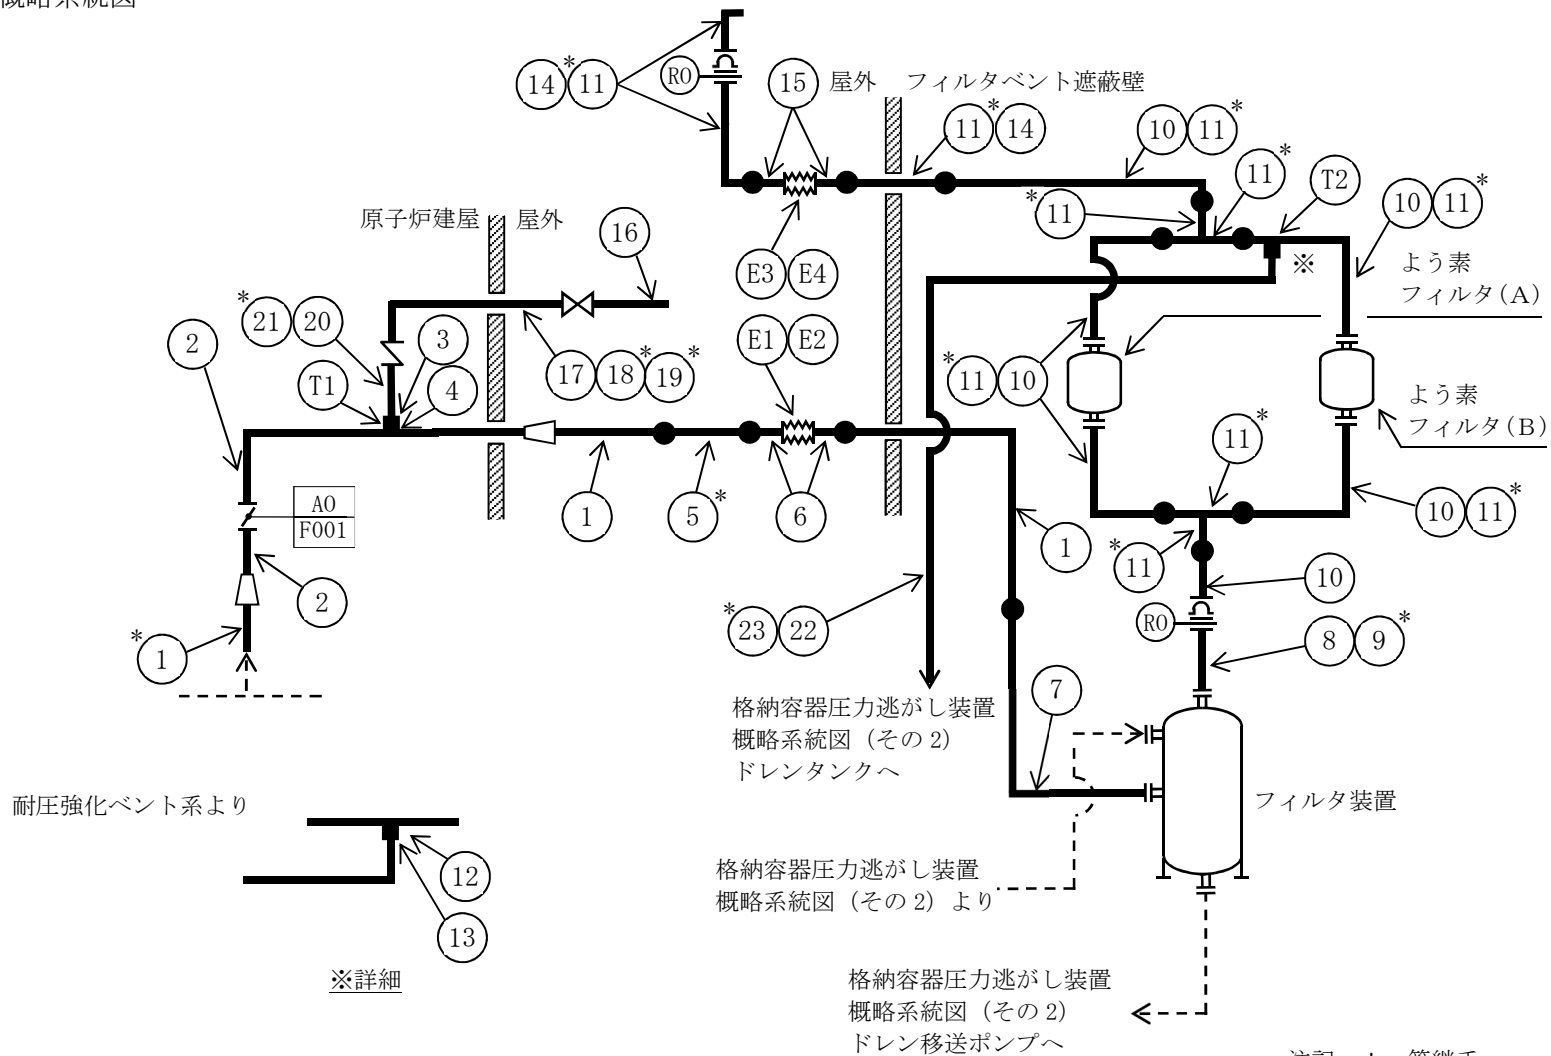 概略系統図
14 * 11
RO
15
屋外
フィルタベント遮蔽壁
11 * 14
10 11 *
11 *
T2
* 11
10 11 *
原子炉建屋
屋外
16
E3 E4
※
よう素
フィルタ(A)
* 21 20
2
3
T1
4
17 18 * 19 *
E1 E2
* 11 10
よう素
フィルタ(B)
11 *
AO
F001
1
5 *
6
10 11 *
1
* 11
2
10
* 1
* 23 22
RO
8 9 *
7
格納容器圧力逃がし装置
概略系統図(その2)
ドレンタンクへ
耐圧強化ベント系より
フィルタ装置
12
格納容器圧力逃がし装置
概略系統図(その2)より
13
※詳細
格納容器圧力逃がし装置
概略系統図(その2)
ドレン移送ポンプへ